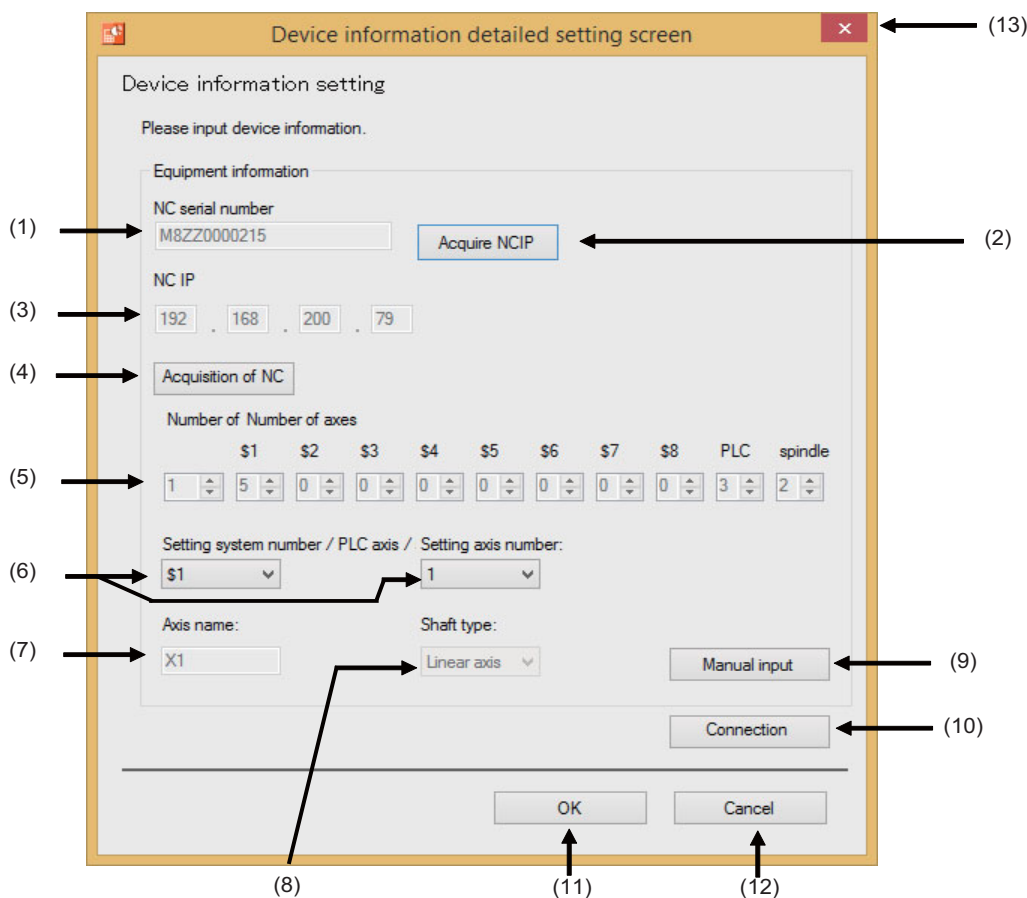 Device information detailed setting screen
×
(13)
Device information setting
Please input device information.
Equipment information
NC serial number
(1)
M8ZZ0000215
Acquire NCIP
(2)
NC IP
(3)
192 . 168 . 200 . 79
(4)
Acquisition of NC
Number of Number of axes
$1 $2 $3 $4 $5 $6 $7 $8 PLC spindle
(5)
1 5 0 0 0 0 0 0 0 3 2
Setting system number / PLC axis / Setting axis number:
(6)
$1 1
Axis name: Shaft type:
(7)
X1 Linear axis
Manual input
(9)
Connection
(10)
OK Cancel
(8) (11) (12)